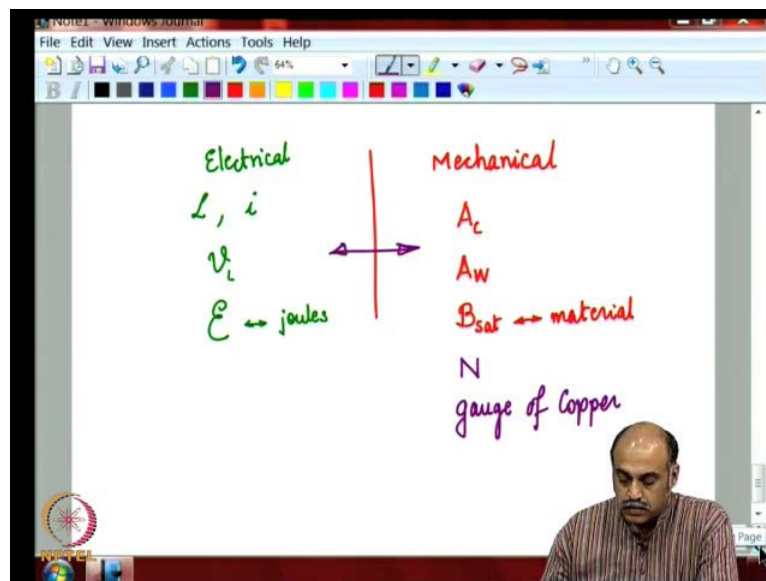 Note1 - Windows Journal
File Edit View Insert Actions Tools Help
64%
B I
Electrical
Mechanical
L, i
Ac
VL
Aw
E ↔ joules
Bsat ↔ material
N
gauge of Copper
Page
NPTEL